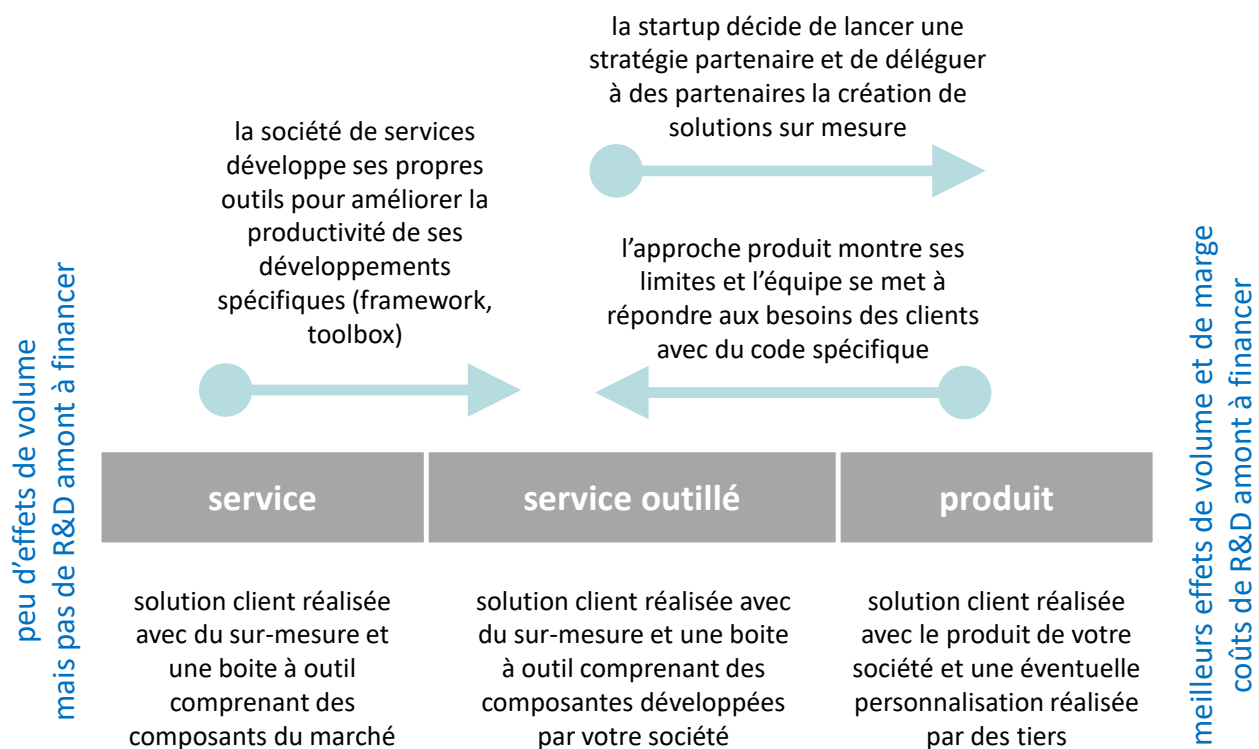 la startup décide de lancer une
stratégie partenaire et de déléguer
à des partenaires la création de
solutions sur mesure
la société de services
développe ses propres
outils pour améliorer la
productivité de ses
développements
spécifiques (framework,
toolbox)
l’approche produit montre ses
limites et l’équipe se met à
répondre aux besoins des clients
avec du code spécifique
peu d’effets de volume
mais pas de R&D amont à financer
service
service outillé
produit
solution client réalisée
avec du sur-mesure et
une boite à outil
comprenant des
composants du marché
solution client réalisée avec
du sur-mesure et une boite
à outil comprenant des
composantes développées
par votre société
solution client réalisée
avec le produit de votre
société et une éventuelle
personnalisation réalisée
par des tiers
meilleurs effets de volume et de marge
coûts de R&D amont à financer